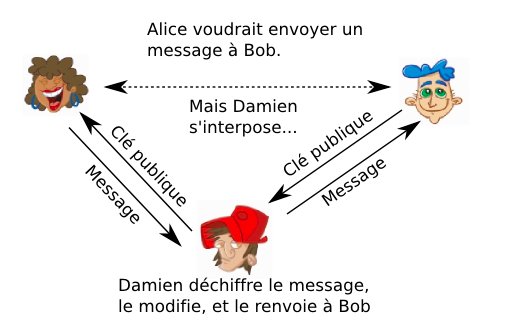 Alice voudrait envoyer un
message à Bob.
Mais Damien
s'interpose...
Clé publique
Message
Clé publique
Message
Damien déchiffre le message,
le modifie, et le renvoie à Bob